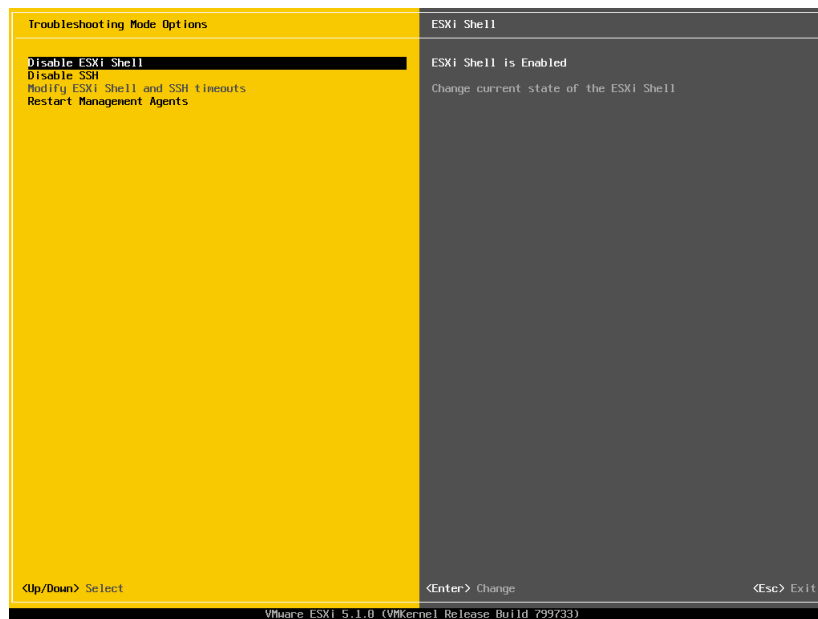 Troubleshooting Mode Options
ESXi Shell
Disable ESXi Shell
Disable SSH
Modify ESXi Shell and SSH timeouts
Restart Management Agents
ESXi Shell is Enabled
Change current state of the ESXi Shell
<Up/Down> Select
<Enter> Change
<Esc> Exit
VMware ESXi 5.1.0 (VMKernel Release Build 799733)